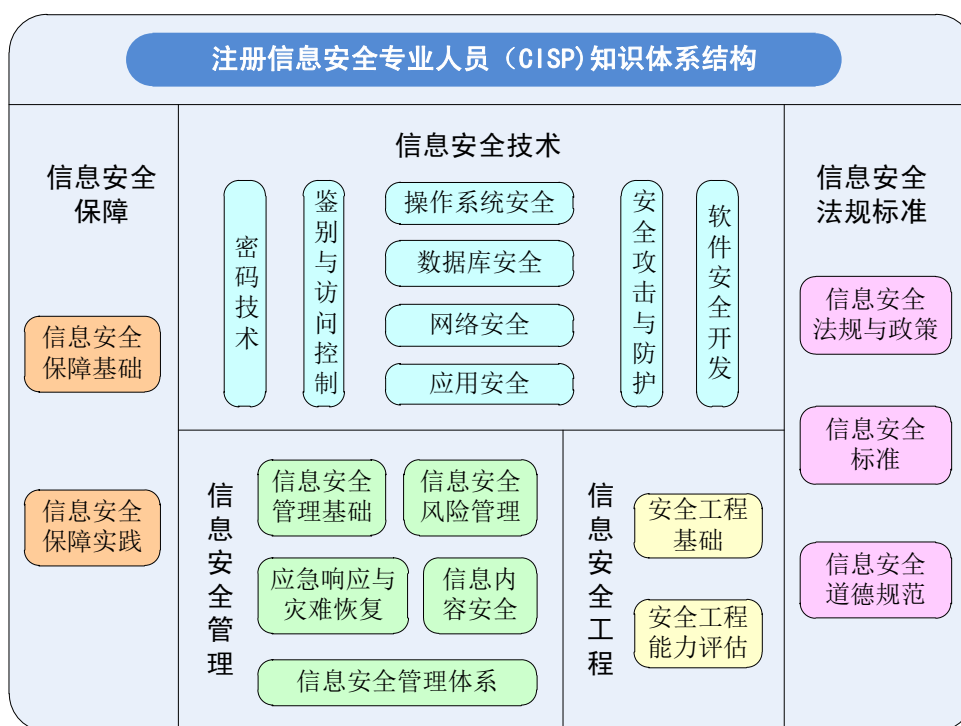 注册信息安全专业人员（CISP)知识体系结构
信息安全
保障
信息安全
保障基础
信息安全
保障实践
信息安全技术
密码技术
鉴别与访问控制
操作系统安全
数据库安全
网络安全
应用安全
安全攻击与防护
软件安全开发
信息安全管理
信息安全
管理基础
信息安全
风险管理
应急响应与
灾难恢复
信息内
容安全
信息安全管理体系
信息安全工程
安全工程
基础
安全工程
能力评估
信息安全
法规标准
信息安全
法规与政策
信息安全
标准
信息安全
道德规范